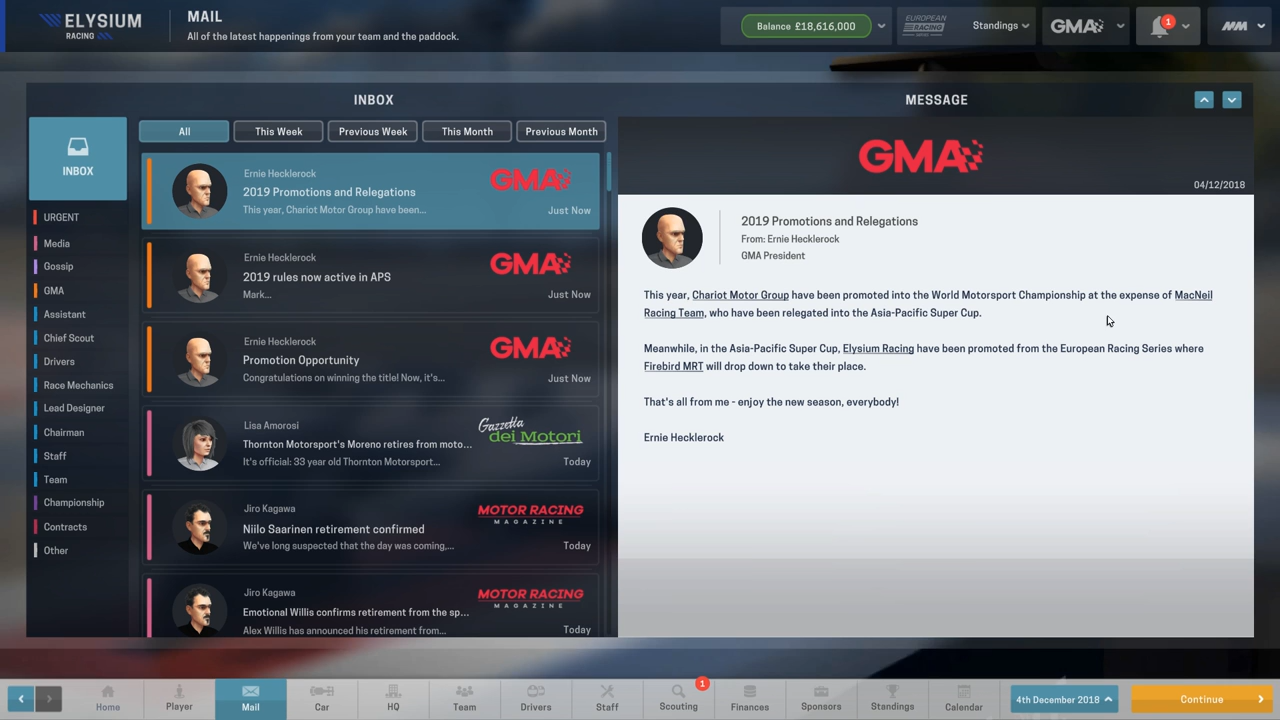 ELYSIUM
RACING
MAIL
All of the latest happenings from your team and the paddock.
Balance £18,616,000
EUROPEAN
RACING
SERIES
Standings
GMA
1
INBOX
MESSAGE
INBOX
URGENT
Media
Gossip
GMA
Assistant
Chief Scout
Drivers
Race Mechanics
Lead Designer
Chairman
Staff
Team
Championship
Contracts
Other
All
This Week
Previous Week
This Month
Previous Month
Ernie Hecklerock
2019 Promotions and Relegations
This year, Chariot Motor Group have been...
GMA
Just Now
Ernie Hecklerock
2019 rules now active in APS
Mark...
GMA
Just Now
Ernie Hecklerock
Promotion Opportunity
Congratulations on winning the title! Now, it's...
GMA
Just Now
Lisa Amorosi
Thornton Motorsport's Moreno retires from moto...
It's official: 33 year old Thornton Motorsport...
Gazzetta
dei Motori
Today
Jiro Kagawa
Niilo Saarinen retirement confirmed
We've long suspected that the day was coming,...
MOTOR RACING
MAGAZINE
Today
Jiro Kagawa
Emotional Willis confirms retirement from the sp...
Alex Willis has announced his retirement from...
MOTOR RACING
MAGAZINE
Today
GMA
04/12/2018
2019 Promotions and Relegations
From: Ernie Hecklerock
GMA President
This year, Chariot Motor Group have been promoted into the World Motorsport Championship at the expense of MacNeil
Racing Team, who have been relegated into the Asia-Pacific Super Cup.
Meanwhile, in the Asia-Pacific Super Cup, Elysium Racing have been promoted from the European Racing Series where
Firebird MRT will drop down to take their place.
That's all from me - enjoy the new season, everybody!
Ernie Hecklerock
Home
Player
Mail
Car
HQ
Team
Drivers
Staff
Scouting
1
Finances
Sponsors
Standings
Calendar
4th December 2018
Continue